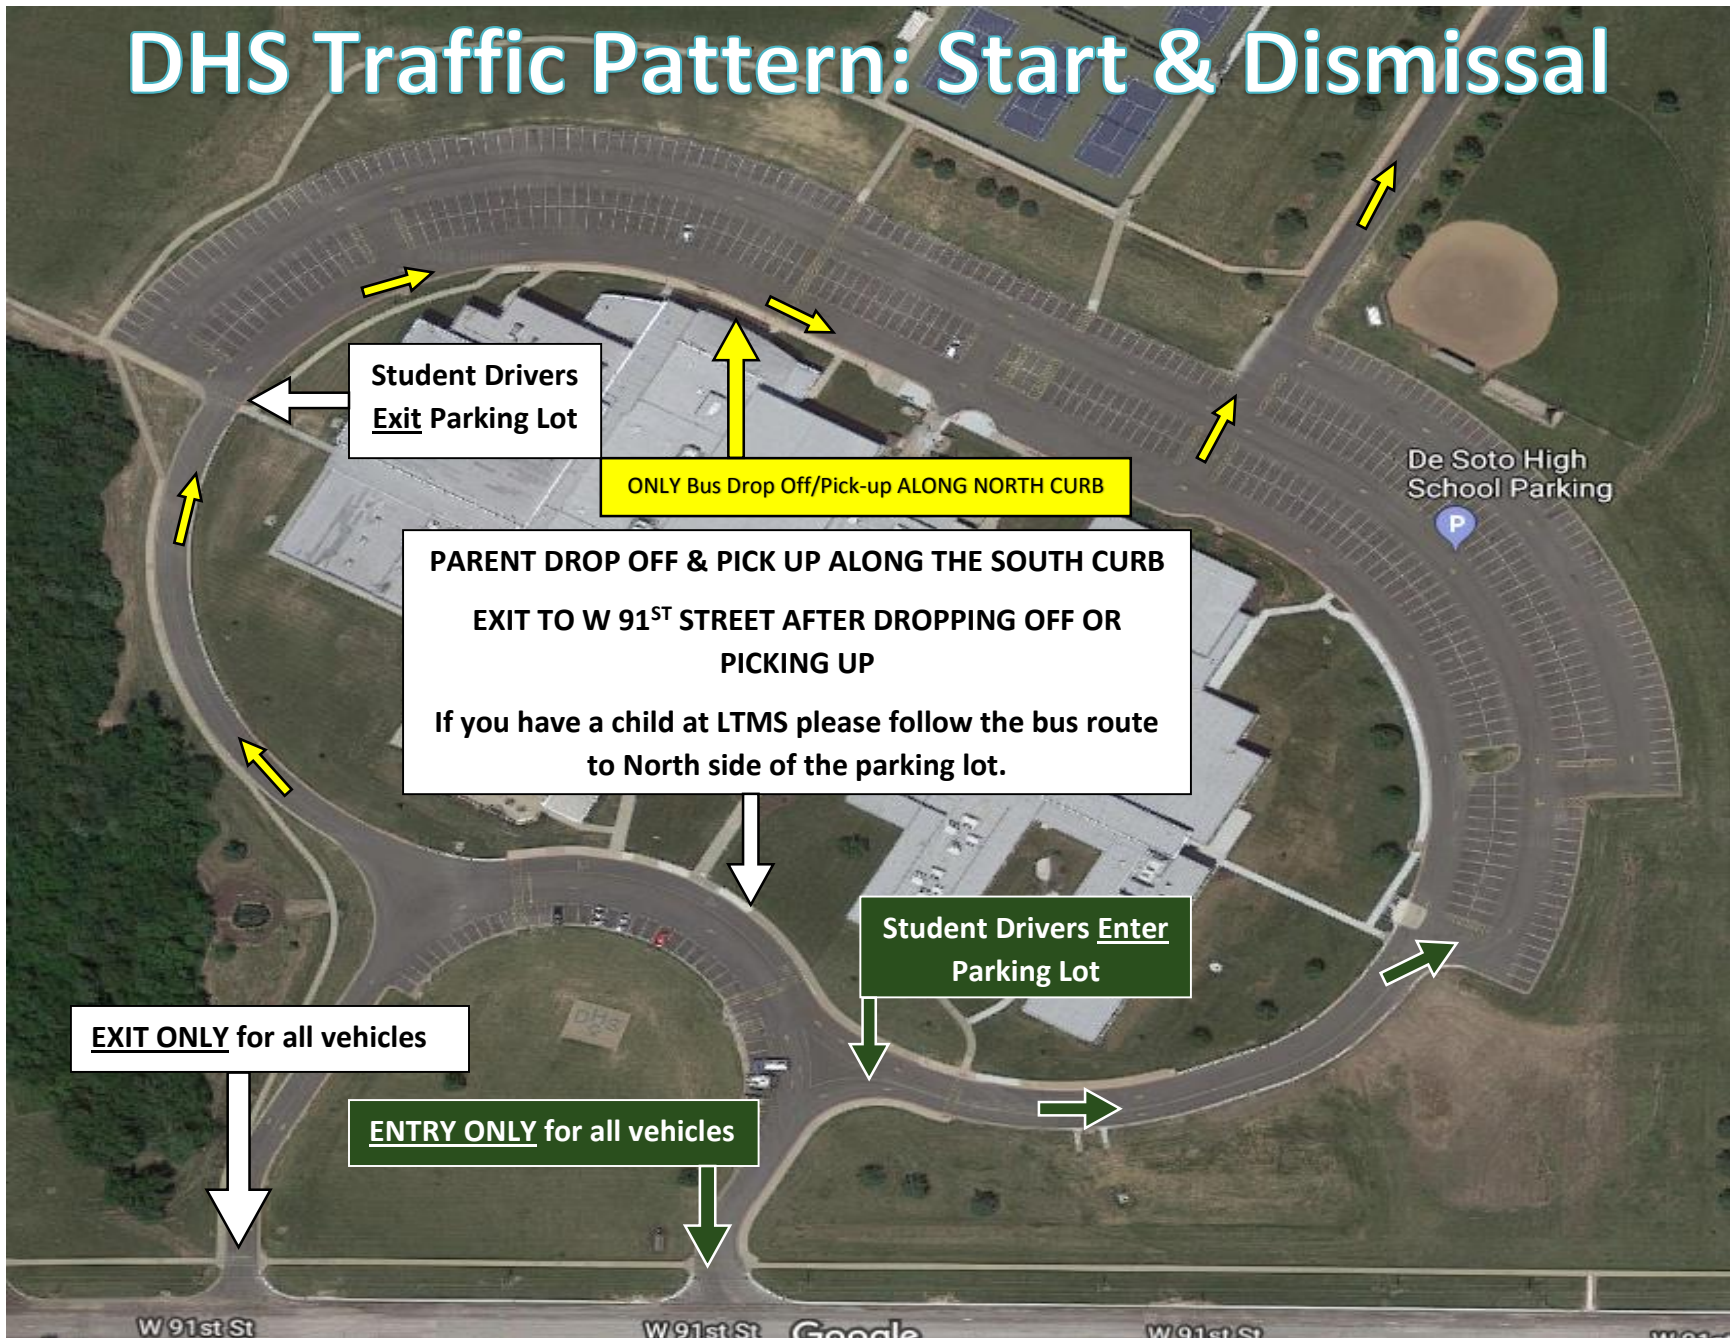 DHS Traffic Pattern: Start & Dismissal
Student Drivers
Exit Parking Lot
ONLY Bus Drop Off/Pick-up ALONG NORTH CURB
De Soto High
School Parking
P
PARENT DROP OFF & PICK UP ALONG THE SOUTH CURB
EXIT TO W 91ST STREET AFTER DROPPING OFF OR
PICKING UP
If you have a child at LTMS please follow the bus route
to North side of the parking lot.
Student Drivers Enter
Parking Lot
DHS
EXIT ONLY for all vehicles
ENTRY ONLY for all vehicles
W 91st St
W 91st St
Google
W 91st St